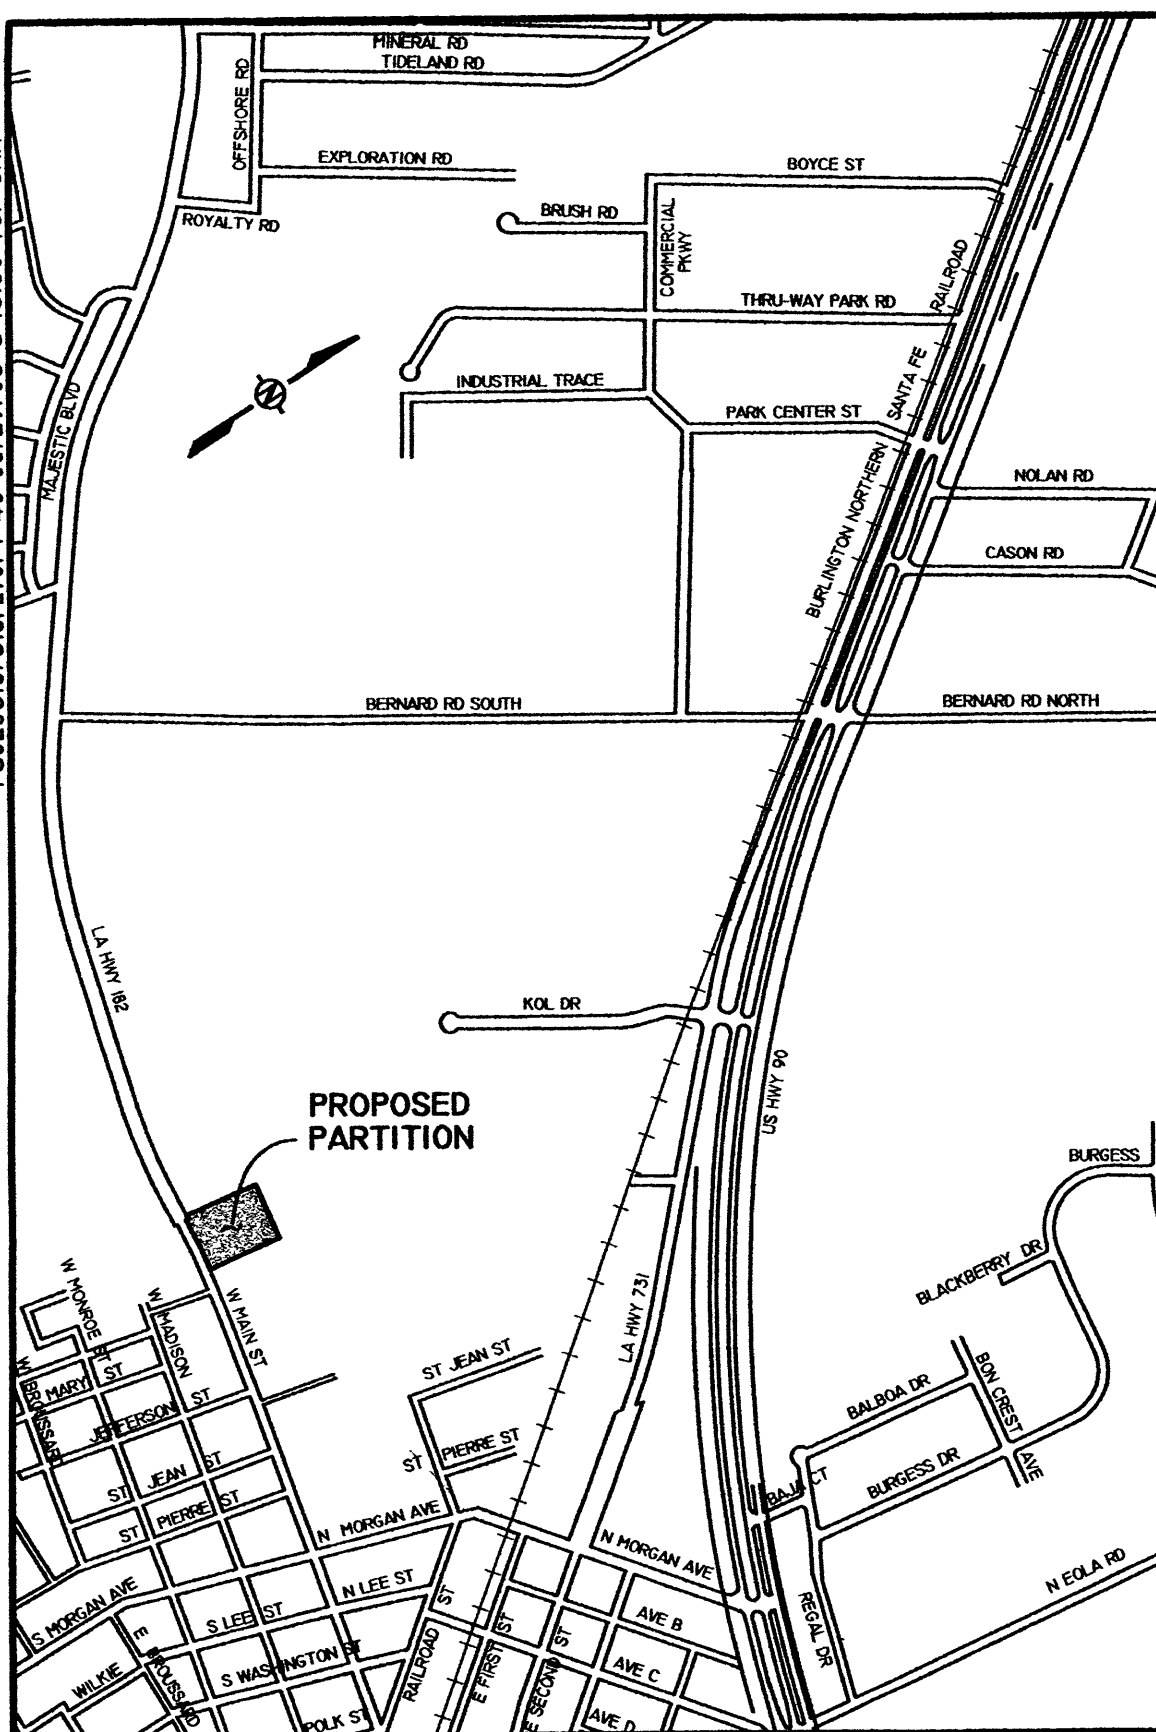 MINERAL RD
TIDELAND RD
OFFSHORE RD
EXPLORATION RD
BOYCE ST
BRUSH RD
ROYALTY RD
COMMERCIAL
PKWY
RAILROAD
THRU-WAY PARK RD
SANTA FE
INDUSTRIAL TRACE
PARK CENTER ST
MAJESTIC BLVD
N
NOLAN RD
BURLINGTON NORTHERN
CASON RD
BERNARD RD SOUTH
BERNARD RD NORTH
LA HWY 182
KOL DR
US HWY 90
PROPOSED
PARTITION
BURGESS
BLACKBERRY DR
LA HWY 731
W MONROE ST
W MADISON
W MAIN ST
ST JEAN ST
W BROUSSARD
MARY ST
BALBOA DR
BON CREST AVE
JEFFERSON ST
ST PIERRE ST
ST JEAN ST
BURGESS DR
BAJA CT
ST PIERRE ST
N MORGAN AVE
N MORGAN AVE
N EOLA RD
S MORGAN AVE
N LEE ST
S LEE ST
AVE B
REGAL DR
E BROUSSARD
S WASHINGTON ST
RAILROAD ST
E FIRST ST
E SECOND ST
AVE C
WILKIE
POLK ST
AVE D